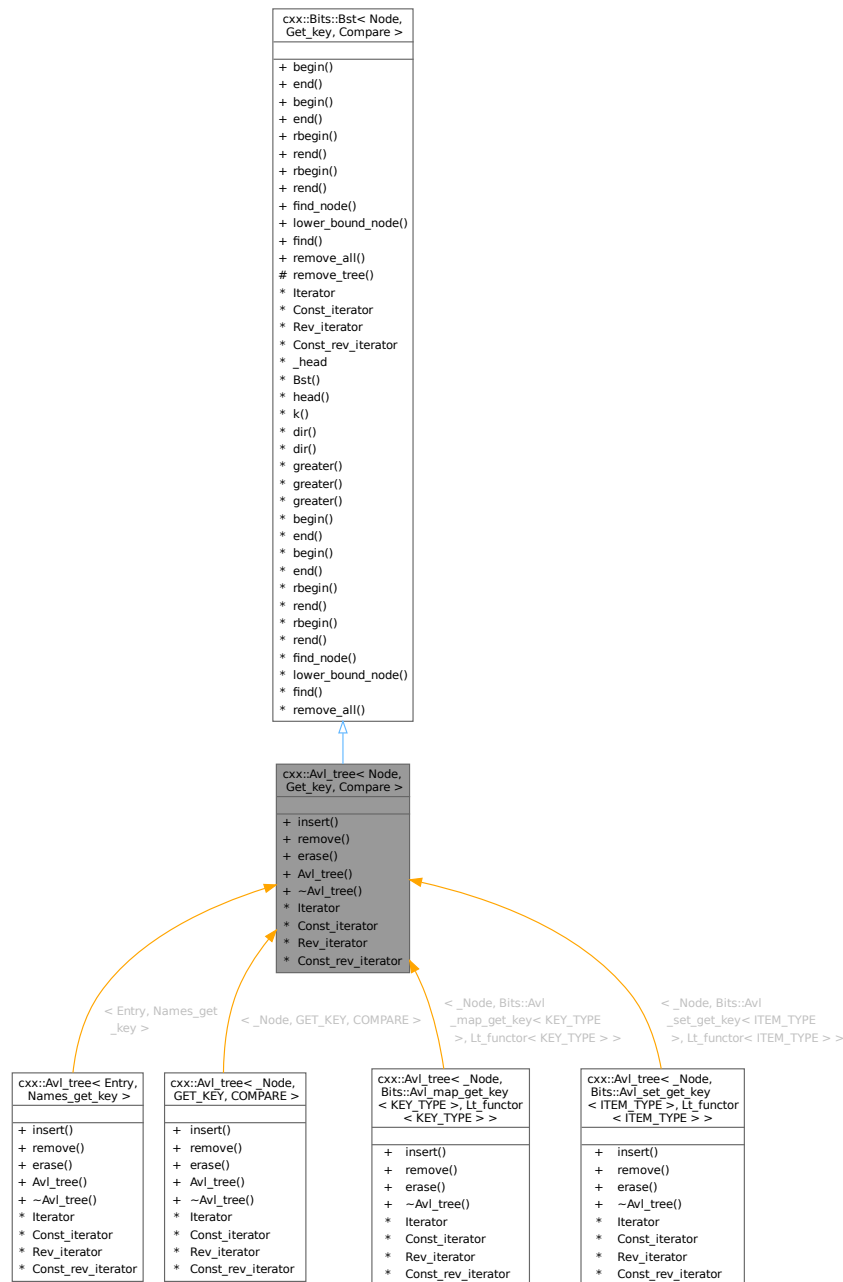 cxx::Bits::Bst< Node,
Get_key, Compare >
+ begin()
+ end()
+ begin()
+ end()
+ rbegin()
+ rend()
+ rbegin()
+ rend()
+ find_node()
+ lower_bound_node()
+ find()
+ remove_all()
# remove_tree()
* Iterator
* Const_iterator
* Rev_iterator
* Const_rev_iterator
* _head
* Bst()
* head()
* k()
* dir()
* dir()
* greater()
* greater()
* greater()
* begin()
* end()
* begin()
* end()
* rbegin()
* rend()
* rbegin()
* rend()
* find_node()
* lower_bound_node()
* find()
* remove_all()
cxx::Avl_tree< Node,
Get_key, Compare >
+ insert()
+ remove()
+ erase()
+ Avl_tree()
+ ~Avl_tree()
* Iterator
* Const_iterator
* Rev_iterator
* Const_rev_iterator
< Entry, Names_get
_key >
< _Node, GET_KEY, COMPARE >
< _Node, Bits::Avl
_map_get_key< KEY_TYPE
>, Lt_functor< KEY_TYPE > >
< _Node, Bits::Avl
_set_get_key< ITEM_TYPE
>, Lt_functor< ITEM_TYPE > >
cxx::Avl_tree< Entry,
Names_get_key >
+ insert()
+ remove()
+ erase()
+ Avl_tree()
+ ~Avl_tree()
* Iterator
* Const_iterator
* Rev_iterator
* Const_rev_iterator
cxx::Avl_tree< _Node,
GET_KEY, COMPARE >
+ insert()
+ remove()
+ erase()
+ Avl_tree()
+ ~Avl_tree()
* Iterator
* Const_iterator
* Rev_iterator
* Const_rev_iterator
cxx::Avl_tree< _Node,
Bits::Avl_map_get_key
< KEY_TYPE >, Lt_functor
< KEY_TYPE > >
+ insert()
+ remove()
+ erase()
+ ~Avl_tree()
* Iterator
* Const_iterator
* Rev_iterator
* Const_rev_iterator
cxx::Avl_tree< _Node,
Bits::Avl_set_get_key
< ITEM_TYPE >, Lt_functor
< ITEM_TYPE > >
+ insert()
+ remove()
+ erase()
+ ~Avl_tree()
* Iterator
* Const_iterator
* Rev_iterator
* Const_rev_iterator